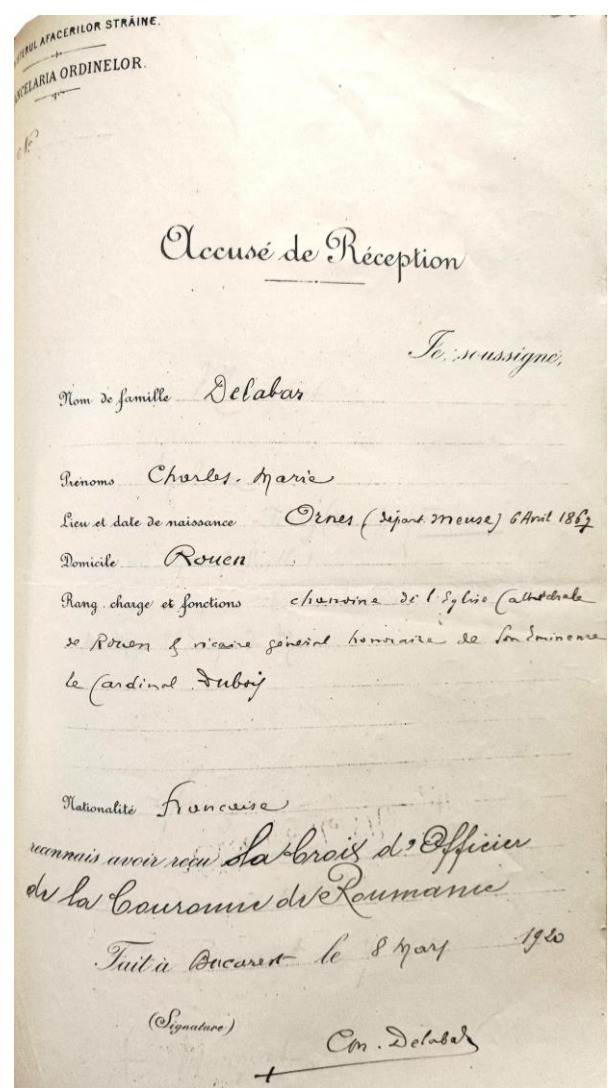 AFACERILOR STRĂINE.
ORDINELOR.
No
Accusé de Réception
Je, soussigné,
Nom de famille Delabar
Prénoms Charles-Marie
Lieu et date de naissance Ornes (départ. Meuse) 6 Avril 1867
Domicile Rouen
Rang, charge et fonctions chanoine de l'Eglise Cathédrale
de Rouen & vicaire général honoraire de Son Eminence
le Cardinal Dubois
Nationalité française
reconnais avoir reçu la Croix d'Officier
de la Couronne de Roumanie
Fait à Bucarest le 8 Mars 1920
(Signature)
Delabar